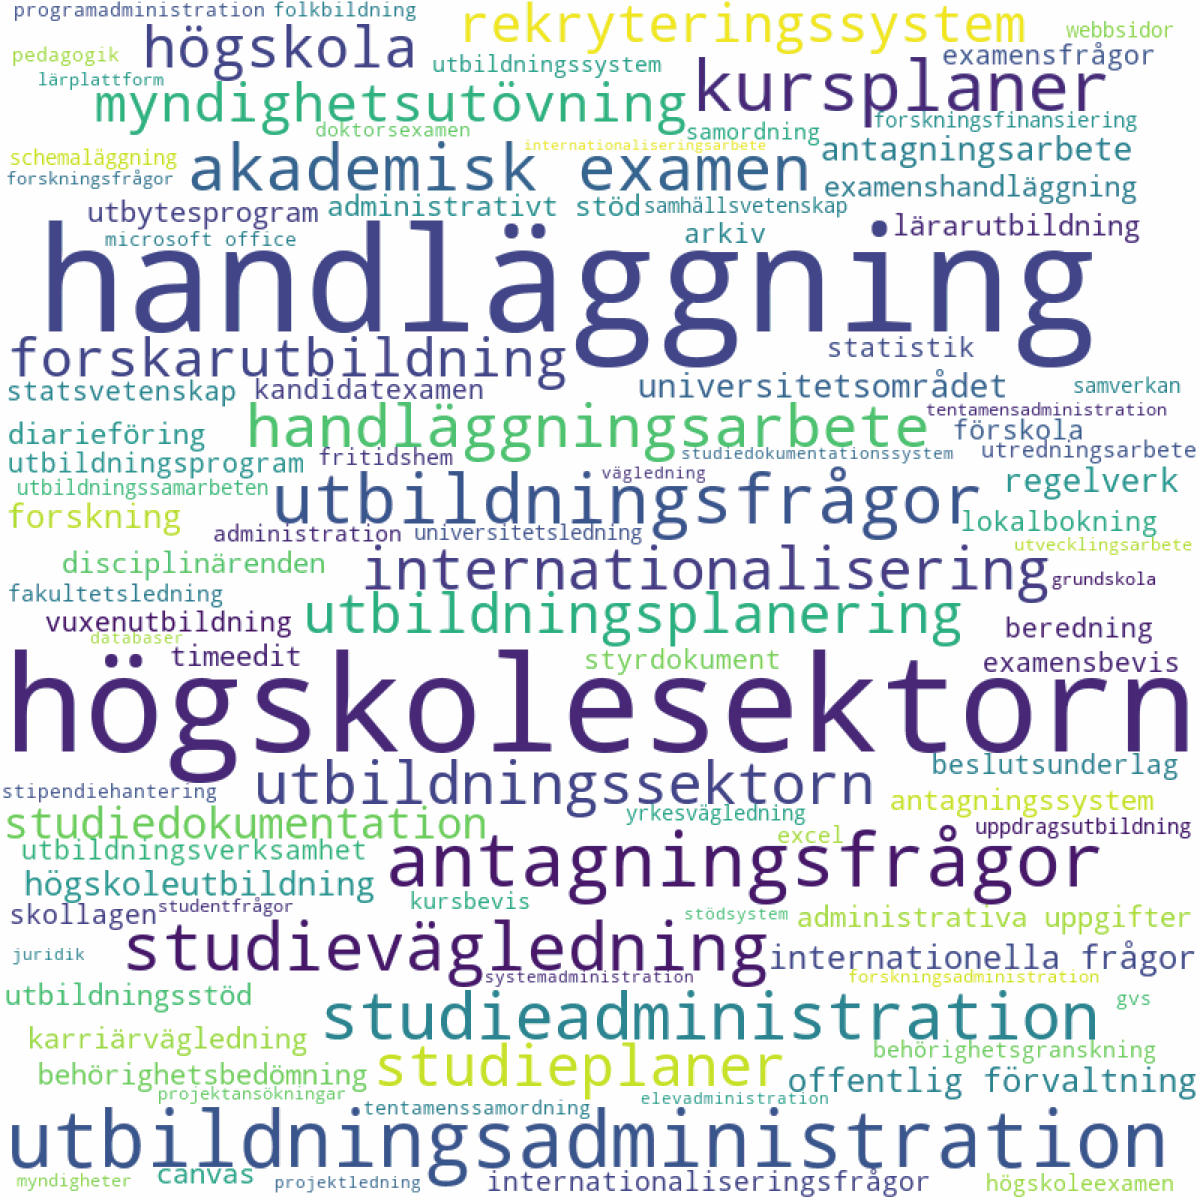 programadministration folkbildning
rekryteringssystem
webbsidor
pedagogik
högskola
utbildningssystem
examensfrågor
lärplattform
myndighetsutövning
kursplaner
doktorsexamen
samordning
forskningsfinansiering
schemaläggning
akademisk examen
internationaliseringsarbete
antagningsarbete
forskningsfrågor
examenshandläggning
utbytesprogram
administrativt stöd
samhällsvetenskap
microsoft office
arkiv
lärarutbildning
handläggning
forskarutbildning
statistik
statsvetenskap
kandidatexamen
universitetsområdet
samverkan
handläggningsarbete
tentamensadministration
diarieföring
förskola
utbildningsprogram
fritidshem
studiedokumentationssystem
utredningsarbete
utbildningssamarbeten
utbildningsfrågor
vägledning
regelverk
forskning
lokalbokning
administration
universitetsledning
utvecklingsarbete
disciplinärenden
internationalisering
grundskola
fakultetsledning
utbildningsplanering
vuxenutbildning
beredning
databaser
timeedit
styrdokument
examensbevis
högskolesektorn
stipendiehantering
utbildningssektorn
beslutsunderlag
studiedokumentation
yrkesvägledning
antagningssystem
excel
uppdragsutbildning
utbildningsverksamhet
antagningsfrågor
högskoleutbildning
kursbevis
skollagen
studentfrågor
stödsystem
administrativa uppgifter
juridik
studievägledning
internationella frågor
systemadministration
forskningsadministration
utbildningsstöd
studieadministration
gvs
karriärvägledning
behörighetsgranskning
behörighetsbedömning
studieplaner
offentlig förvaltning
projektansökningar
tentamenssamordning
elevadministration
utbildningsadministration
myndigheter
canvas
projektledning
internationaliseringsfrågor
högskoleexamen